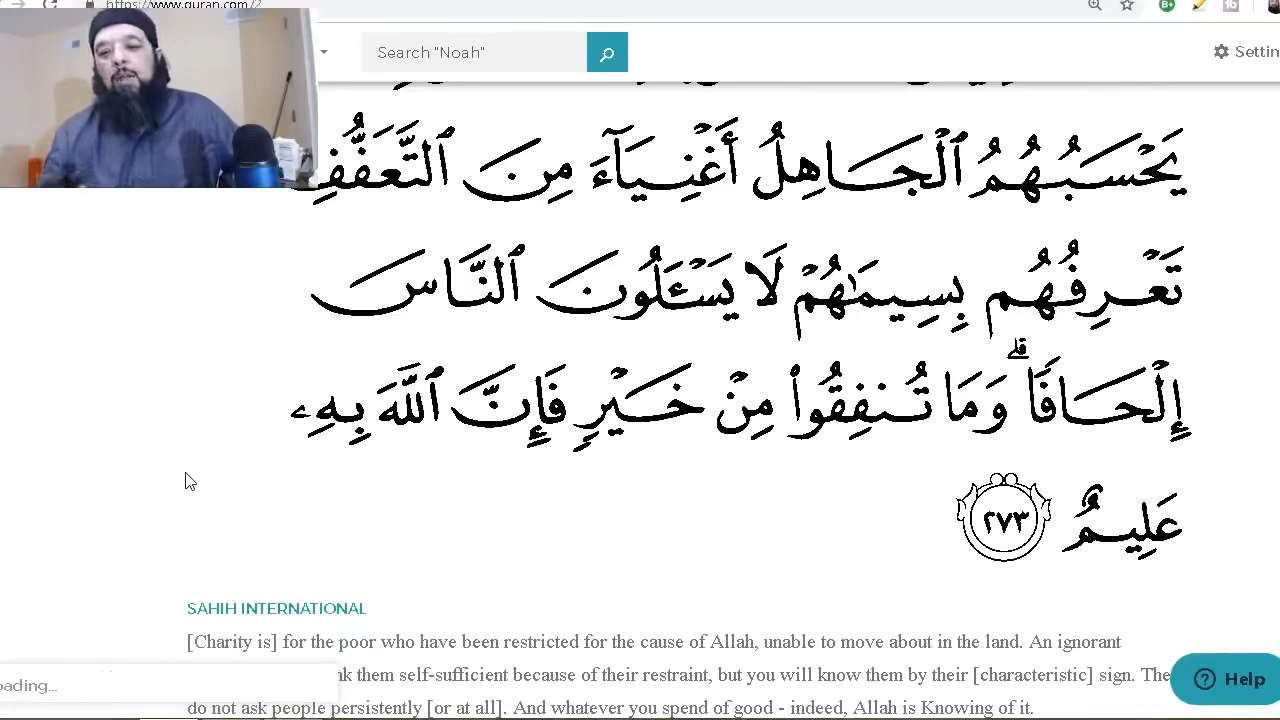 https://www.quran.com/2
Search "Noah"
Settin
يَحْسَبُهُمُ ٱلْجَاهِلُ أَغْنِيَآءَ مِنَ ٱلتَّعَفُّفِ
تَعْرِفُهُم بِسِيمَـٰهُمْ لَا يَسْـَٔلُونَ ٱلنَّاسَ
إِلْحَافًا ۗ وَمَا تُنفِقُوا۟ مِنْ خَيْرٍ فَإِنَّ ٱللَّهَ بِهِۦ
عَلِيمٌ ٢٧٣
SAHIH INTERNATIONAL
[Charity is] for the poor who have been restricted for the cause of Allah, unable to move about in the land. An ignorant
nk them self-sufficient because of their restraint, but you will know them by their [characteristic] sign. The
oading...
Help
do not ask people persistently [or at all]. And whatever you spend of good - indeed, Allah is Knowing of it.